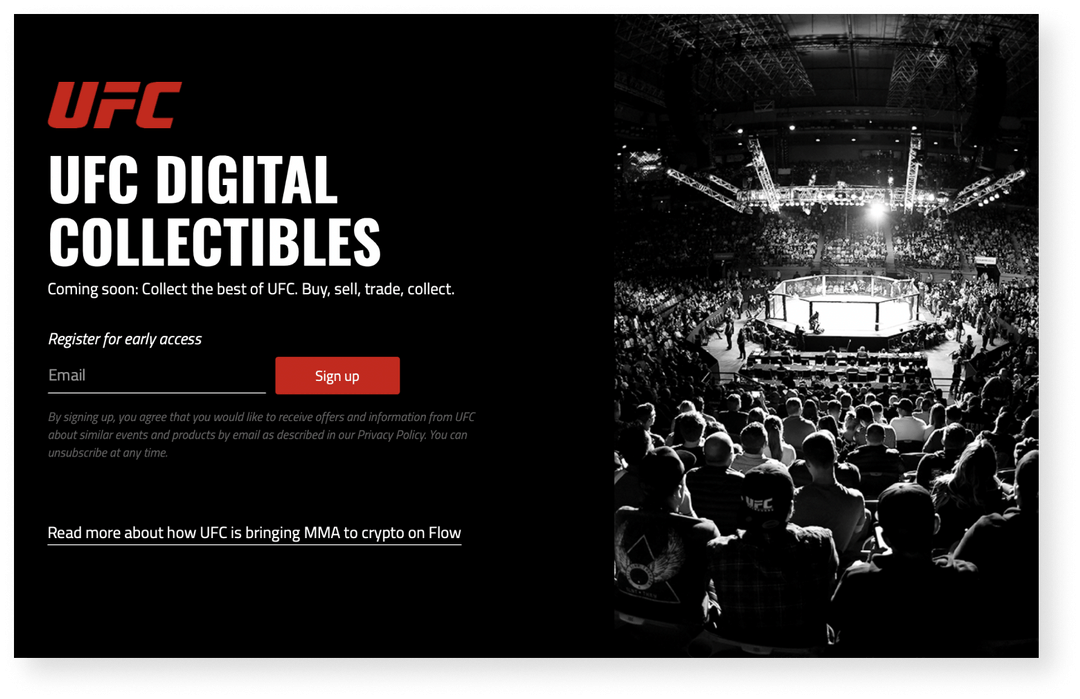 UFC
UFC DIGITAL
COLLECTIBLES
Coming soon: Collect the best of UFC. Buy, sell, trade, collect.
Register for early access
Email
Sign up
By signing up, you agree that you would like to receive offers and information from UFC
about similar events and products by email as described in our Privacy Policy. You can
unsubscribe at any time.
Read more about how UFC is bringing MMA to crypto on Flow
UFC